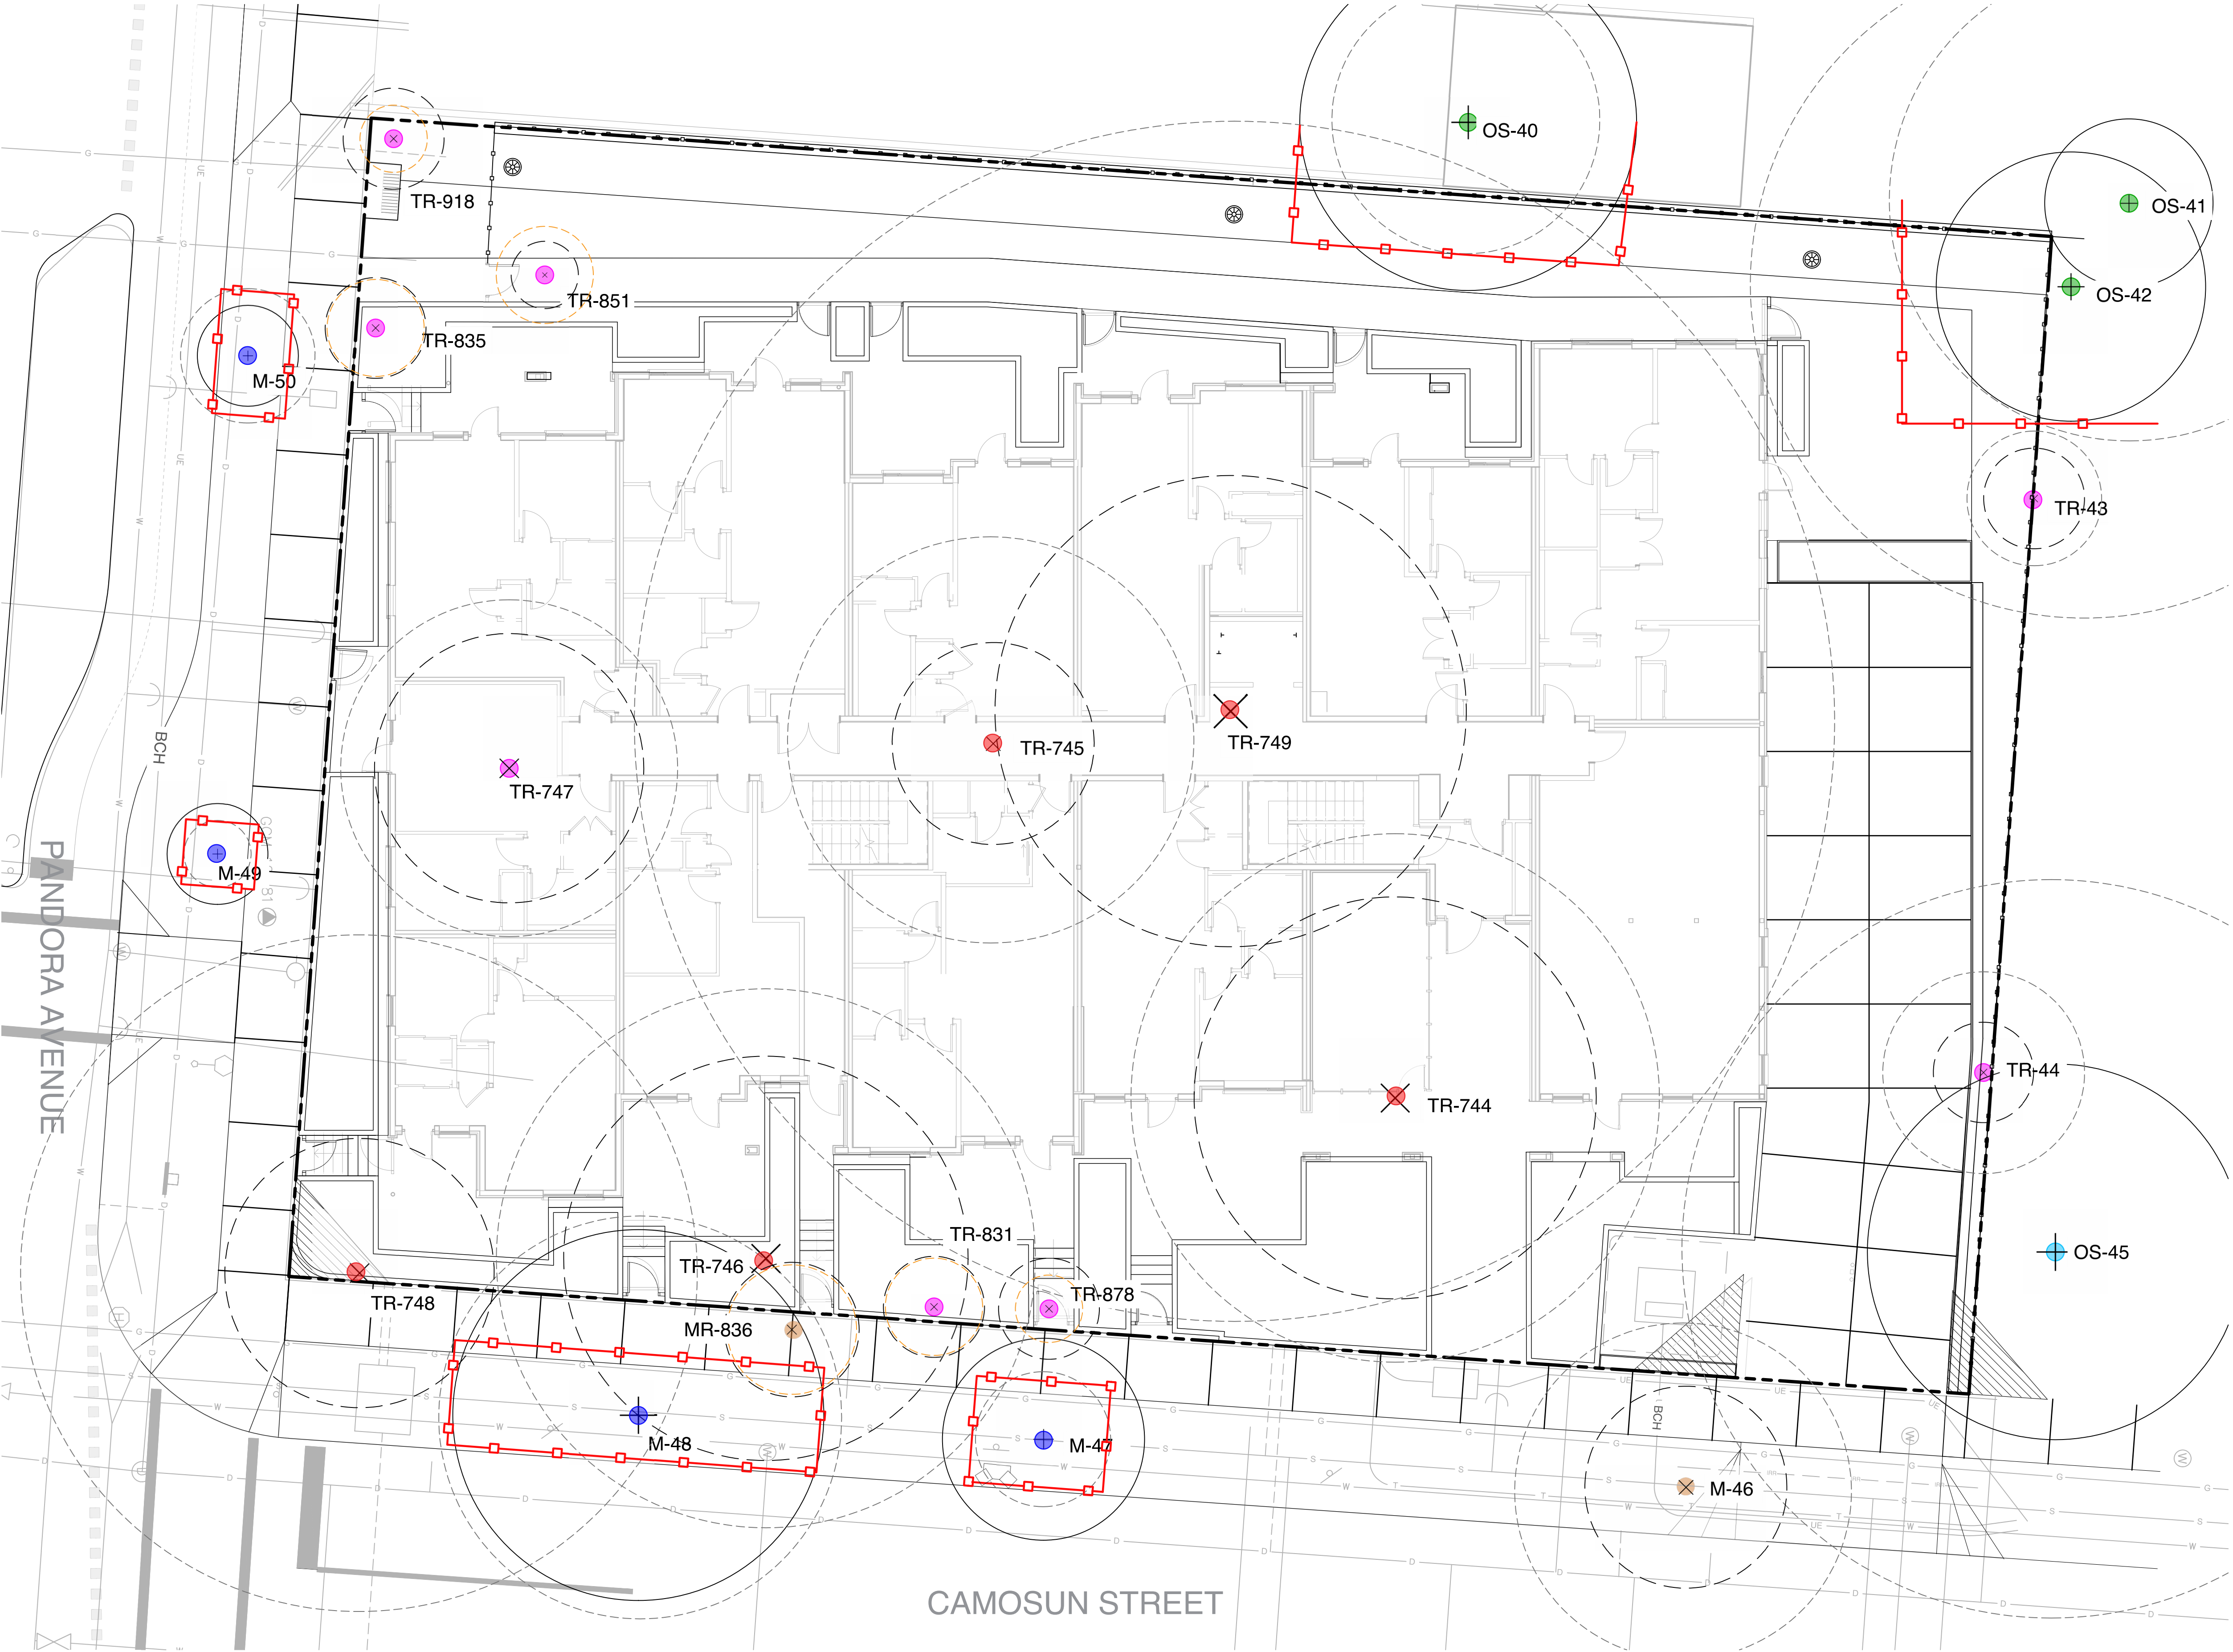 OS-40
OS-41
TR-918
OS-42
TR-851
TR-835
M-50
TR-43
BCH
TR-749
TR-745
TR-747
PANDORA AVENUE
M-49
TR-44
TR-744
TR-831
OS-45
TR-746
TR-878
TR-748
MR-836
BCH
M-48
M-47
M-46
CAMOSUN STREET